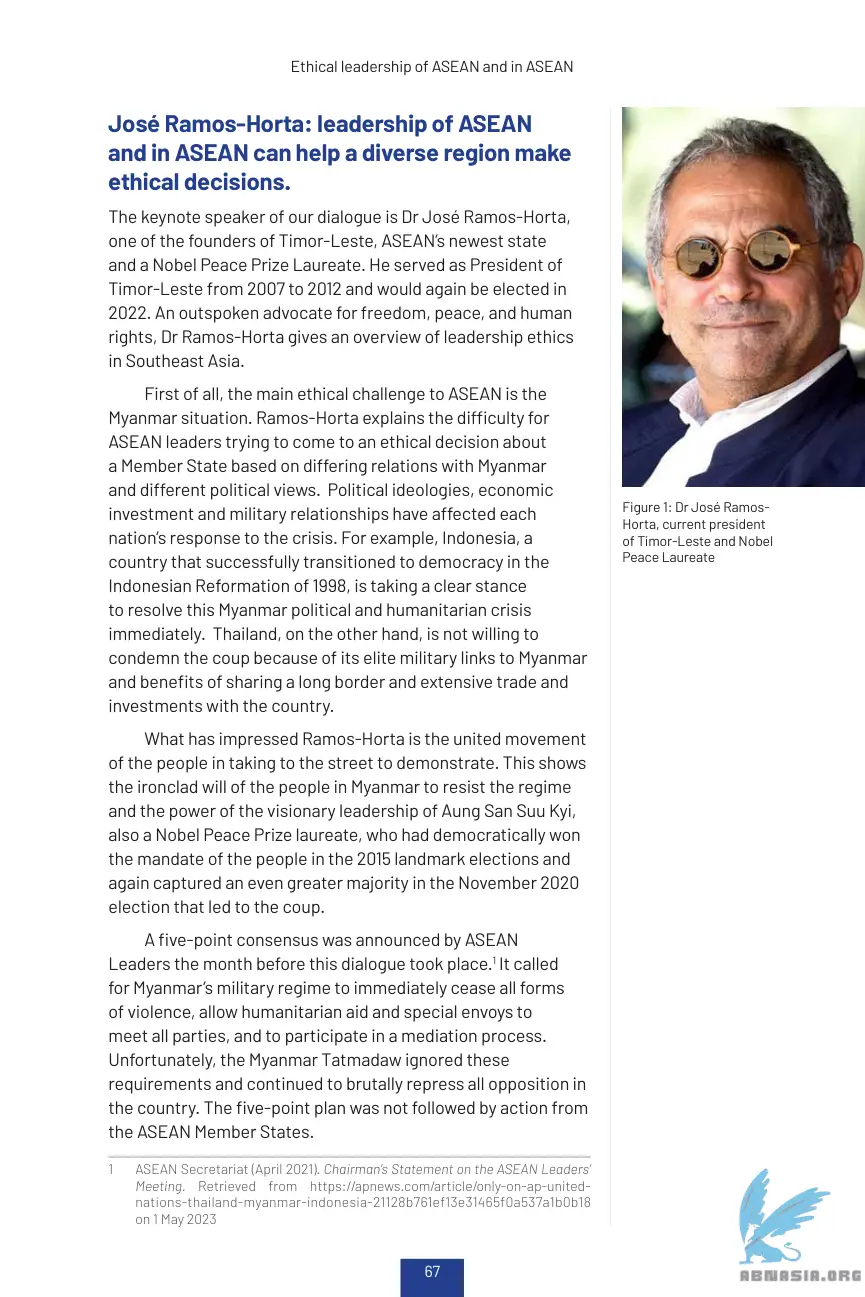 Ethical leadership of ASEAN and in ASEAN
José Ramos-Horta: leadership of ASEAN
and in ASEAN can help a diverse region make
ethical decisions.
The keynote speaker of our dialogue is Dr José Ramos-Horta,
one of the founders of Timor-Leste, ASEAN’s newest state
and a Nobel Peace Prize Laureate. He served as President of
Timor-Leste from 2007 to 2012 and would again be elected in
2022. An outspoken advocate for freedom, peace, and human
rights, Dr Ramos-Horta gives an overview of leadership ethics
in Southeast Asia.
First of all, the main ethical challenge to ASEAN is the
Myanmar situation. Ramos-Horta explains the difficulty for
ASEAN leaders trying to come to an ethical decision about
a Member State based on differing relations with Myanmar
and different political views.  Political ideologies, economic
investment and military relationships have affected each
nation’s response to the crisis. For example, Indonesia, a
country that successfully transitioned to democracy in the
Indonesian Reformation of 1998, is taking a clear stance
to resolve this Myanmar political and humanitarian crisis
immediately.  Thailand, on the other hand, is not willing to
condemn the coup because of its elite military links to Myanmar
and benefits of sharing a long border and extensive trade and
investments with the country.
What has impressed Ramos-Horta is the united movement
of the people in taking to the street to demonstrate. This shows
the ironclad will of the people in Myanmar to resist the regime
and the power of the visionary leadership of Aung San Suu Kyi,
also a Nobel Peace Prize laureate, who had democratically won
the mandate of the people in the 2015 landmark elections and
again captured an even greater majority in the November 2020
election that led to the coup.
A five-point consensus was announced by ASEAN
Leaders the month before this dialogue took place.1 It called
for Myanmar’s military regime to immediately cease all forms
of violence, allow humanitarian aid and special envoys to
meet all parties, and to participate in a mediation process.
Unfortunately, the Myanmar Tatmadaw ignored these
requirements and continued to brutally repress all opposition in
the country. The five-point plan was not followed by action from
the ASEAN Member States.
1 ASEAN Secretariat (April 2021). Chairman’s Statement on the ASEAN Leaders’
Meeting. Retrieved from https://apnews.com/article/only-on-ap-united-
nations-thailand-myanmar-indonesia-21128b761ef13e31465f0a537a1b0b18
on 1 May 2023
Figure 1: Dr José Ramos-
Horta, current president
of Timor-Leste and Nobel
Peace Laureate
67
ABNASIA.ORG